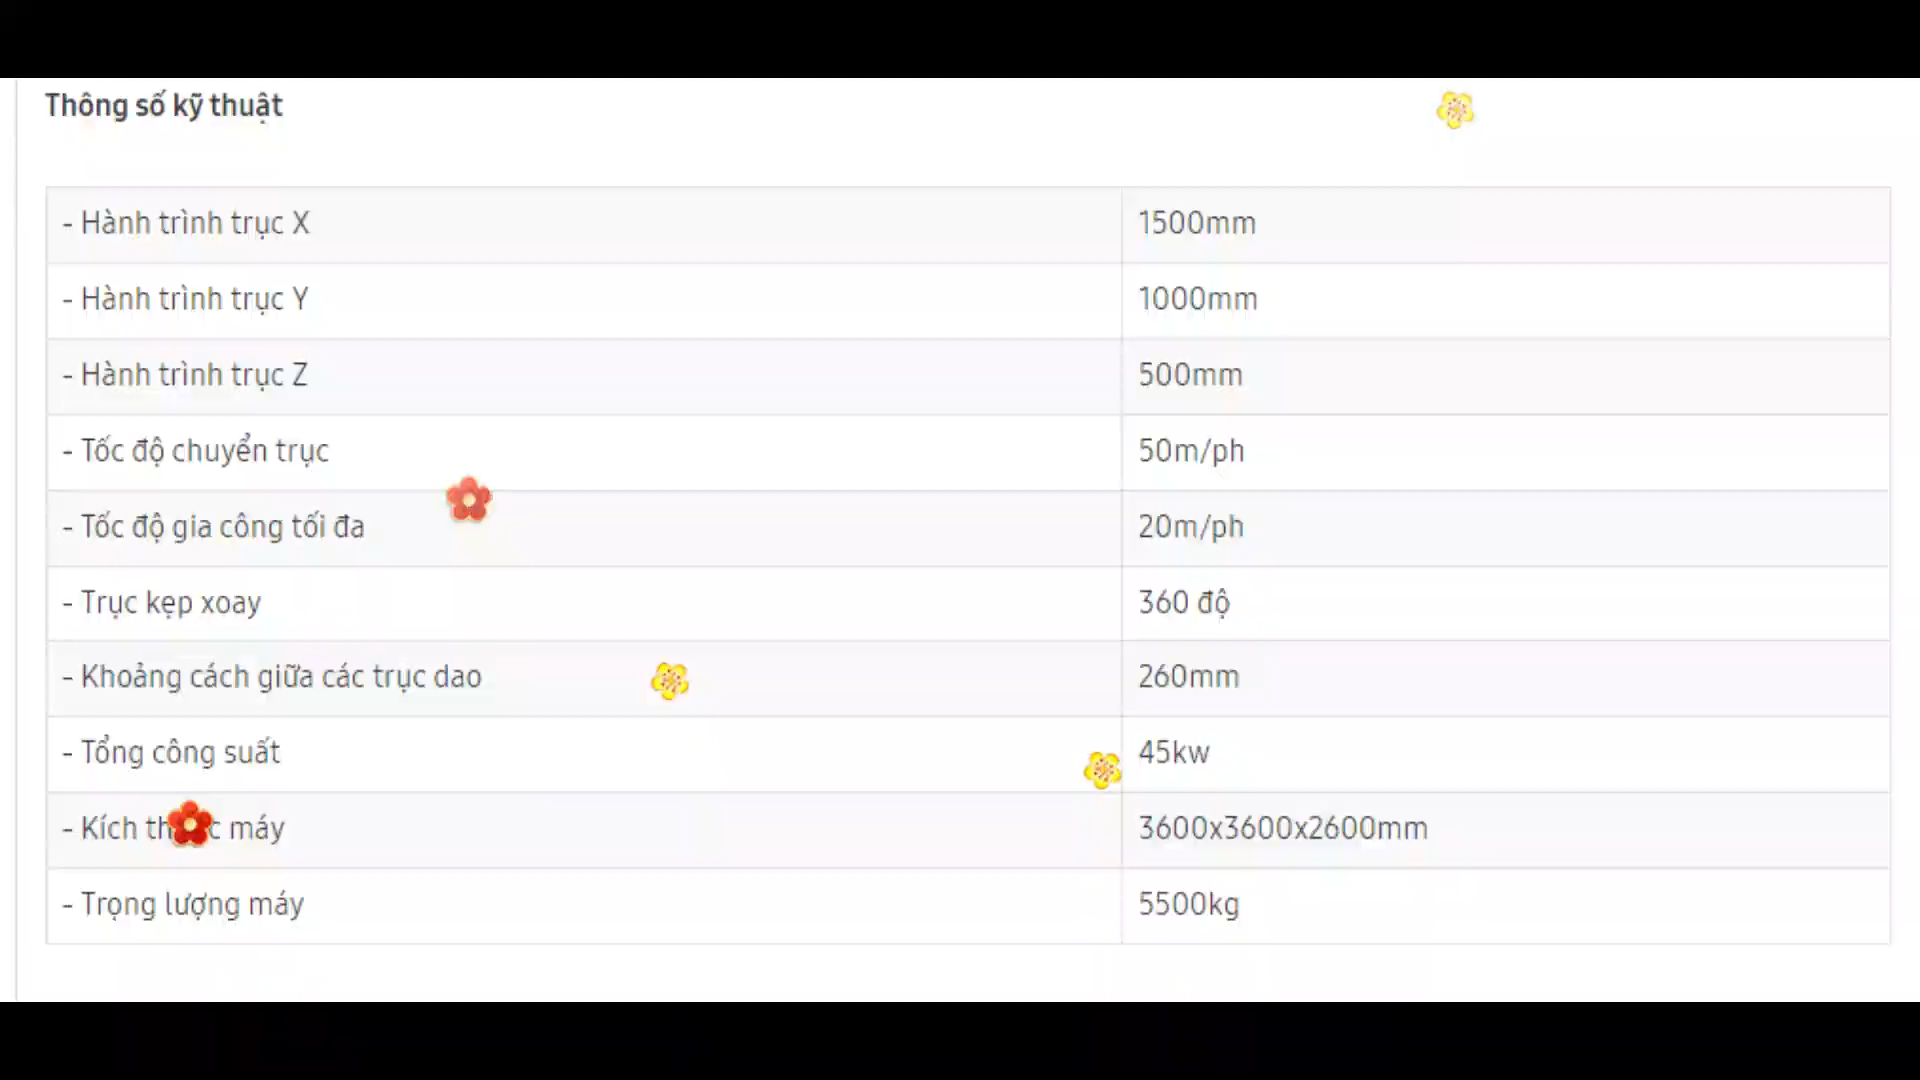 Thông số kỹ thuật
- Hành trình trục X 1500mm
- Hành trình trục Y 1000mm
- Hành trình trục Z 500mm
- Tốc độ chuyển trục 50m/ph
- Tốc độ gia công tối đa 20m/ph
- Trục kẹp xoay 360 độ
- Khoảng cách giữa các trục dao 260mm
- Tổng công suất 45kw
- Kích máy 3600x3600x2600mm
- Trọng lượng máy 5500kg